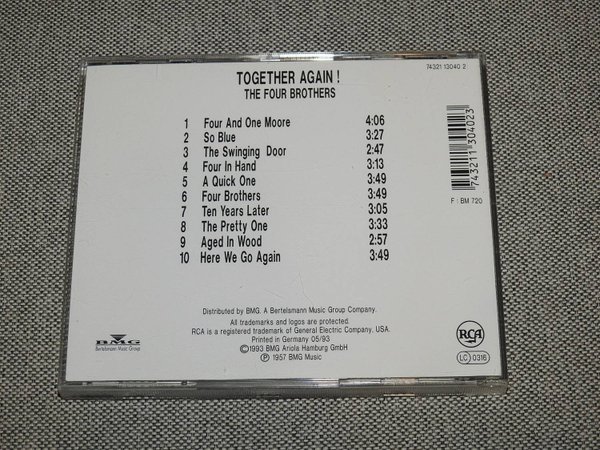 74321 13040 2
TOGETHER AGAIN !
THE FOUR BROTHERS
1 Four And One Moore 4:06
2 So Blue 3:27
3 The Swinging Door 2:47
4 Four In Hand 3:13
5 A Quick One 3:49
6 Four Brothers 3:49
7 Ten Years Later 3:05
8 The Pretty One 3:33
9 Aged In Wood 2:57
10 Here We Go Again 3:49
743211 304023
F : BM 720
Distributed by BMG. A Bertelsmann Music Group Company.
All trademarks and logos are protected.
RCA is a registered trademark of General Electric Company, USA.
Printed in Germany 05/93
©1993 BMG Ariola Hamburg GmbH
℗ 1957 BMG Music
BMG
Bertelsmann Music Group
RCA
LC 0316